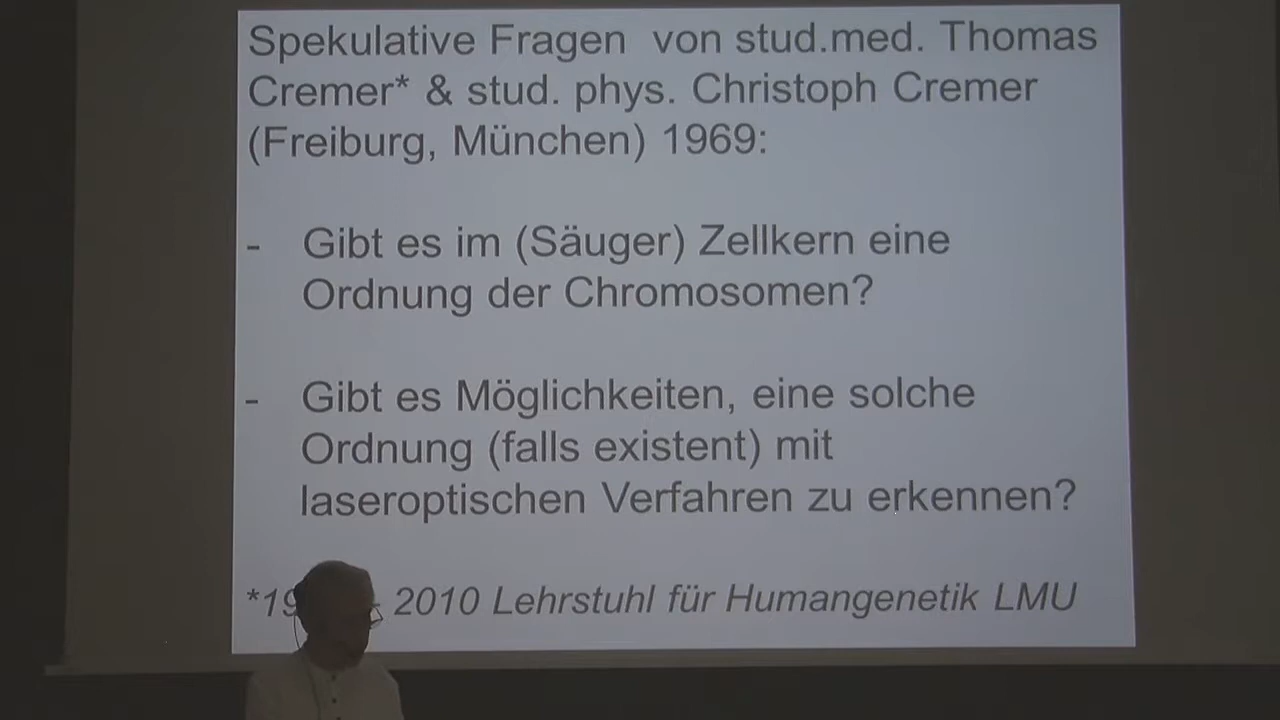 Spekulative Fragen von stud.med. Thomas
Cremer* & stud. phys. Christoph Cremer
(Freiburg, München) 1969:
- Gibt es im (Säuger) Zellkern eine
Ordnung der Chromosomen?
- Gibt es Möglichkeiten, eine solche
Ordnung (falls existent) mit
laseroptischen Verfahren zu erkennen?
2010 Lehrstuhl für Humangenetik LMU